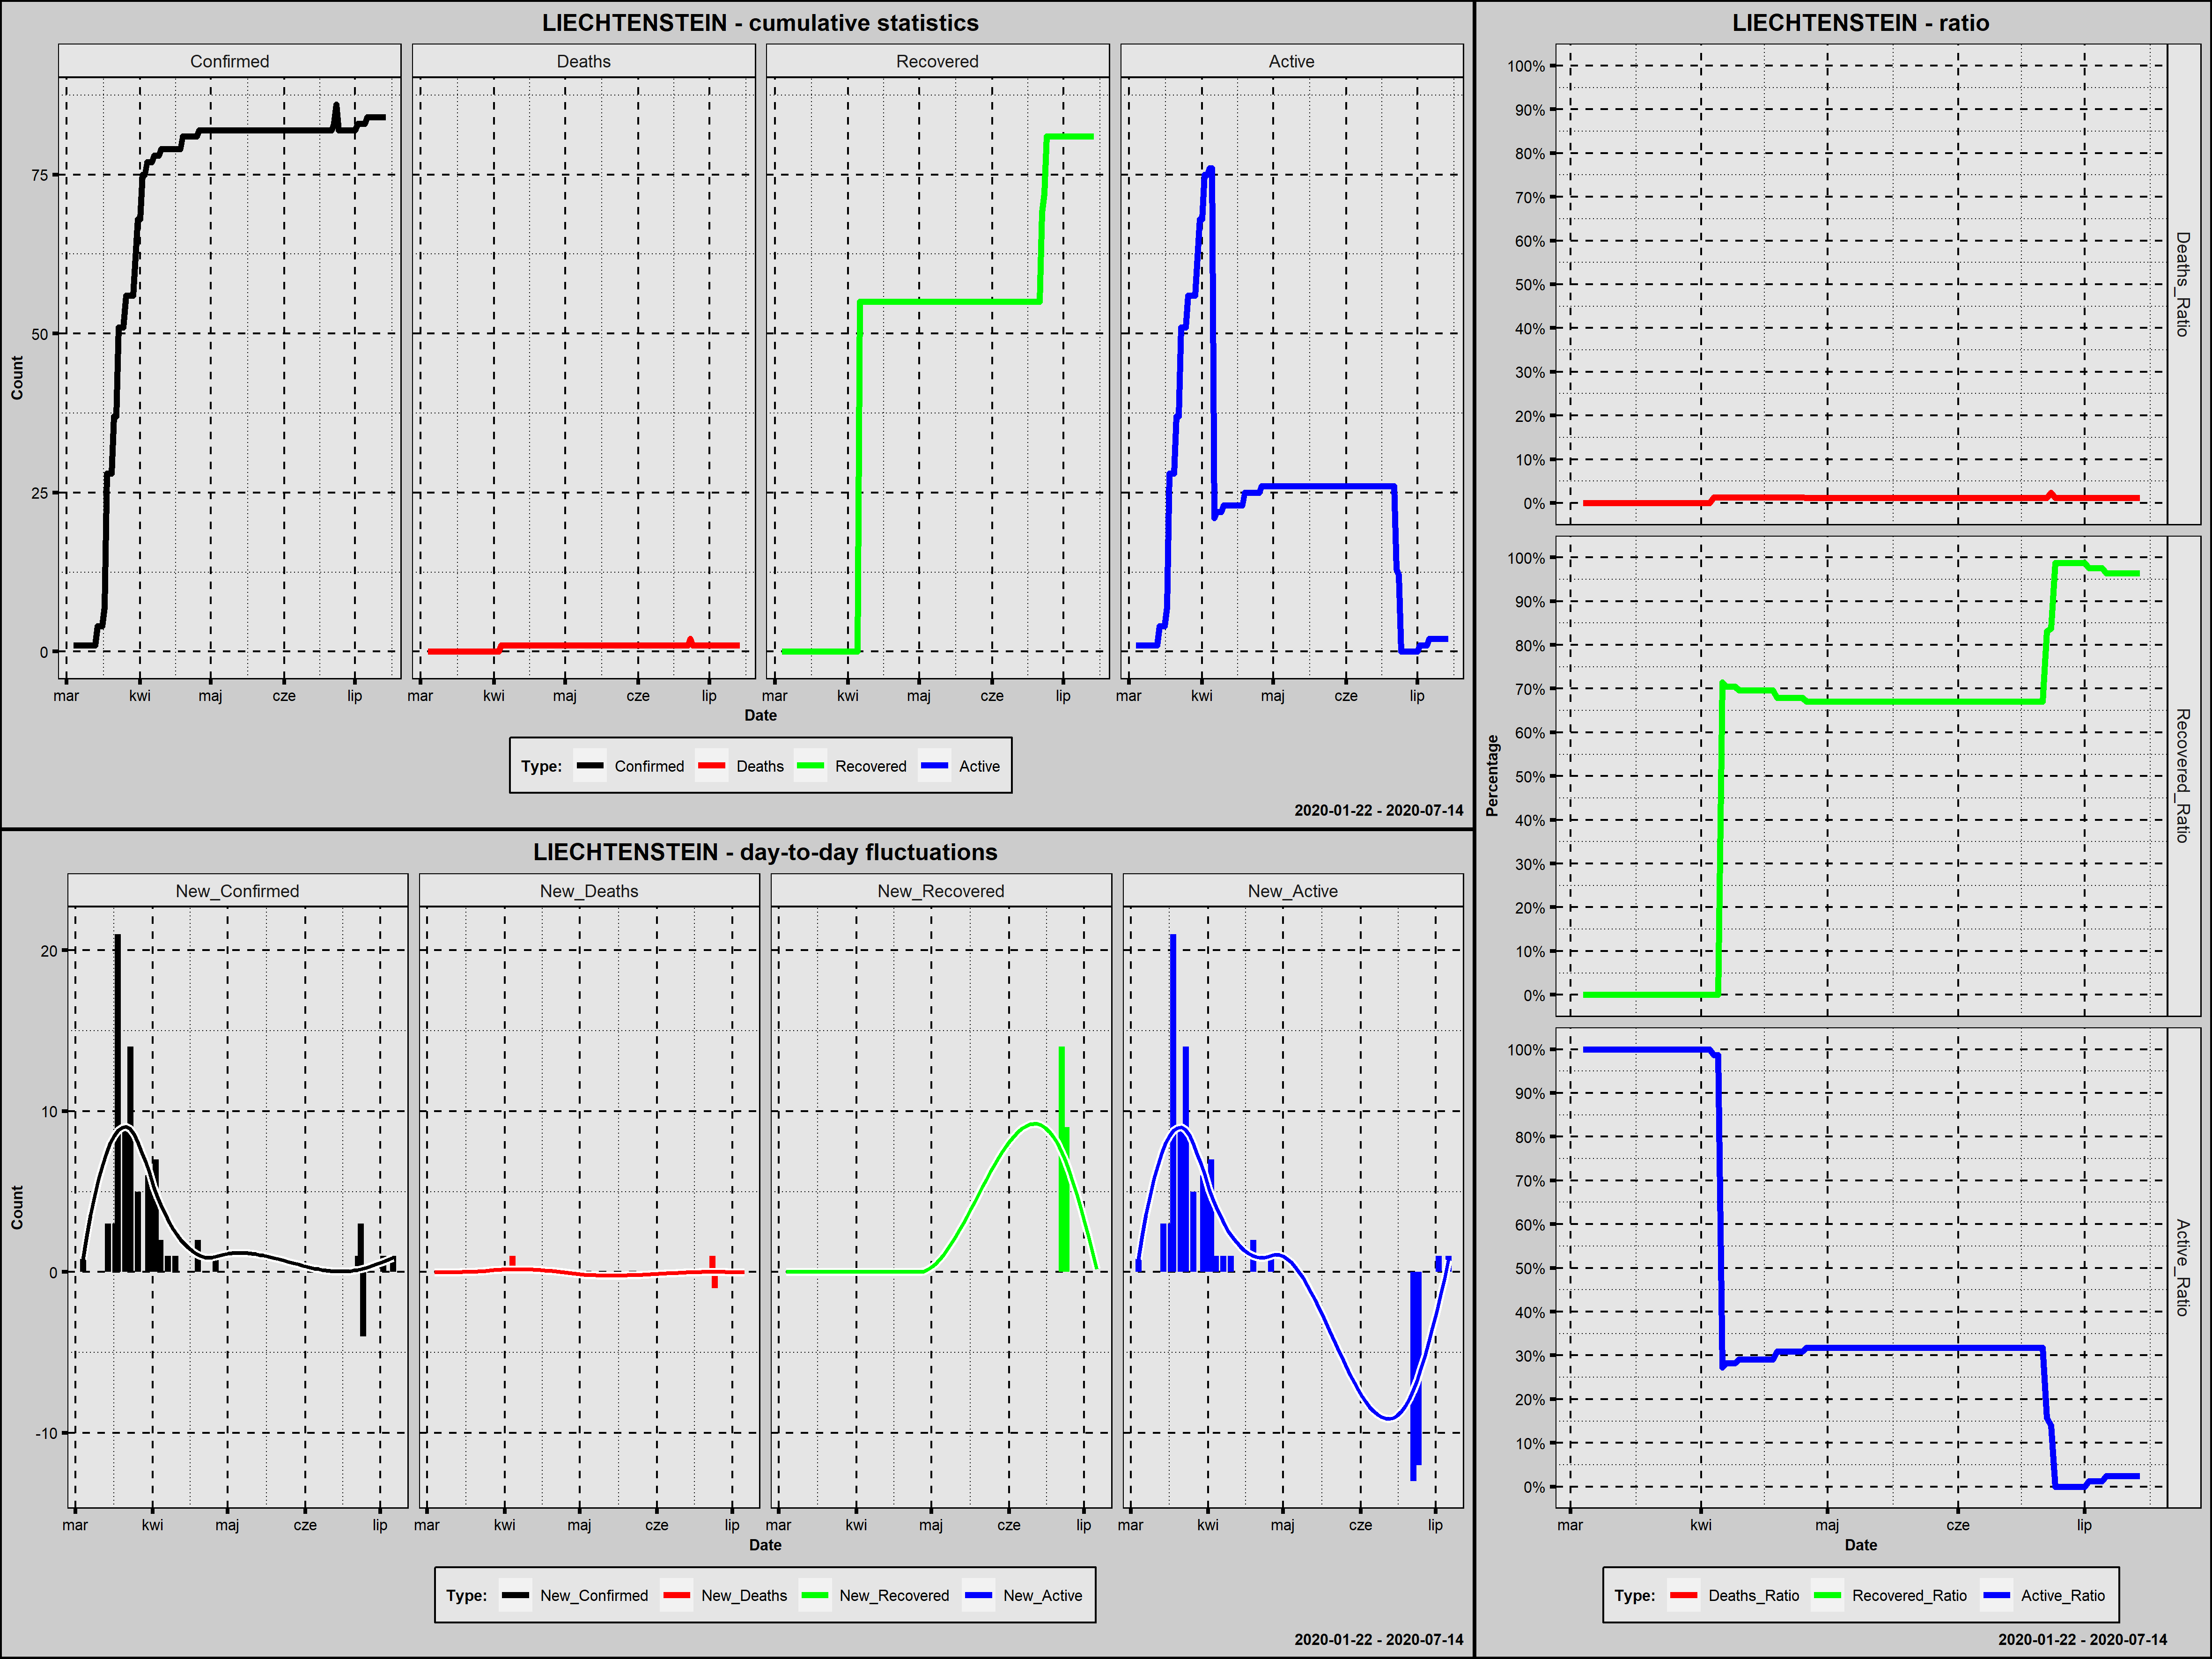 LIECHTENSTEIN - cumulative statistics
Confirmed Deaths Recovered Active
Count
75
50
25
0
mar kwi maj cze lip mar kwi maj cze lip mar kwi maj cze lip mar kwi maj cze lip
Date
Type: Confirmed Deaths Recovered Active
2020-01-22 - 2020-07-14
LIECHTENSTEIN - day-to-day fluctuations
New_Confirmed New_Deaths New_Recovered New_Active
Count
20
10
0
-10
mar kwi maj cze lip mar kwi maj cze lip mar kwi maj cze lip mar kwi maj cze lip
Date
Type: New_Confirmed New_Deaths New_Recovered New_Active
2020-01-22 - 2020-07-14
LIECHTENSTEIN - ratio
Percentage
100%
90%
80%
70%
60%
50%
40%
30%
20%
10%
0%
Deaths_Ratio
100%
90%
80%
70%
60%
50%
40%
30%
20%
10%
0%
Recovered_Ratio
100%
90%
80%
70%
60%
50%
40%
30%
20%
10%
0%
Active_Ratio
mar kwi maj cze lip
Date
Type: Deaths_Ratio Recovered_Ratio Active_Ratio
2020-01-22 - 2020-07-14